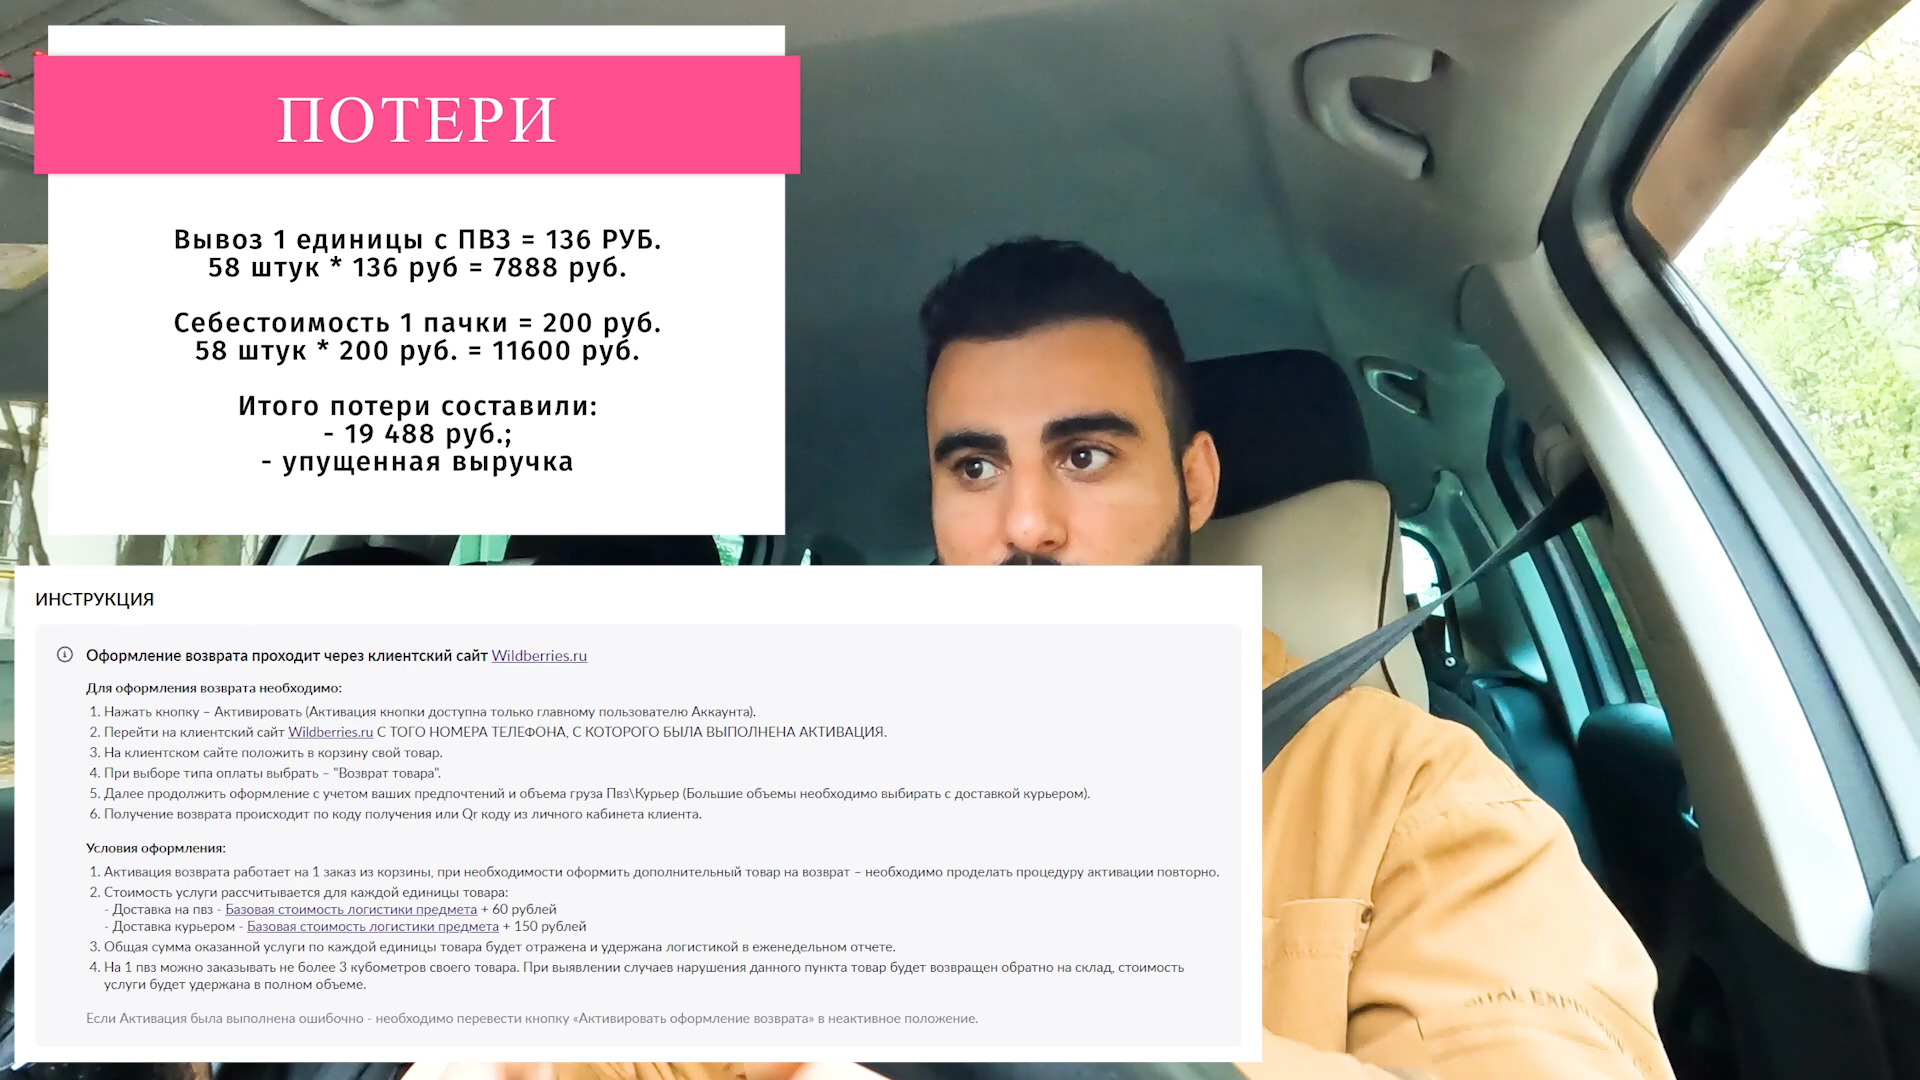 ПОТЕРИ
Вывоз 1 единицы с ПВЗ = 136 РУБ.
58 штук * 136 руб = 7888 руб.
Себестоимость 1 пачки = 200 руб.
58 штук * 200 руб. = 11600 руб.
Итого потери составили:
- 19 488 руб.;
- упущенная выручка
ИНСТРУКЦИЯ
Оформление возврата проходит через клиентский сайт Wildberries.ru
Для оформления возврата необходимо:
1. Нажать кнопку – Активировать (Активация кнопки доступна только главному пользователю Аккаунта).
2. Перейти на клиентский сайт Wildberries.ru С ТОГО НОМЕРА ТЕЛЕФОНА, С КОТОРОГО БЫЛА ВЫПОЛНЕНА АКТИВАЦИЯ.
3. На клиентском сайте положить в корзину свой товар.
4. При выборе типа оплаты выбрать – "Возврат товара".
5. Далее продолжить оформление с учетом ваших предпочтений и объема груза Пвз\Курьер (Большие объемы необходимо выбирать с доставкой курьером).
6. Получение возврата происходит по коду получения или Qr коду из личного кабинета клиента.
Условия оформления:
1. Активация возврата работает на 1 заказ из корзины, при необходимости оформить дополнительный товар на возврат – необходимо проделать процедуру активации повторно.
2. Стоимость услуги рассчитывается для каждой единицы товара:
- Доставка на пвз - Базовая стоимость логистики предмета + 60 рублей
- Доставка курьером - Базовая стоимость логистики предмета + 150 рублей
3. Общая сумма оказанной услуги по каждой единицы товара будет отражена и удержана логистикой в еженедельном отчете.
4. На 1 пвз можно заказывать не более 3 кубометров своего товара. При выявлении случаев нарушения данного пункта товар будет возвращен обратно на склад, стоимость
услуги будет удержана в полном объеме.
Если Активация была выполнена ошибочно - необходимо перевести кнопку «Активировать оформление возврата» в неактивное положение.